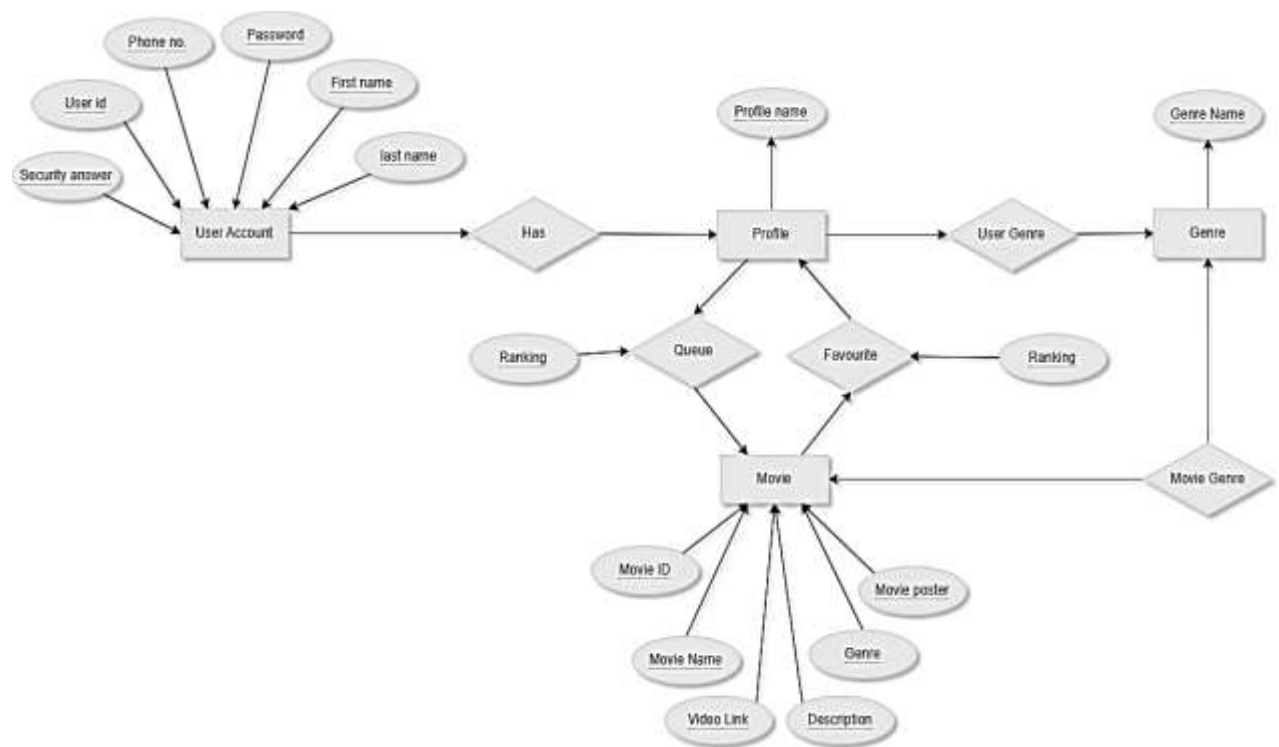 Phone no.
Password
User id
First name
Security answer
last name
Profile name
Genre Name
User Account
Has
Profile
User Genre
Genre
Ranking
Queue
Favourite
Ranking
Movie
Movie Genre
Movie ID
Movie poster
Movie Name
Genre
Video Link
Description